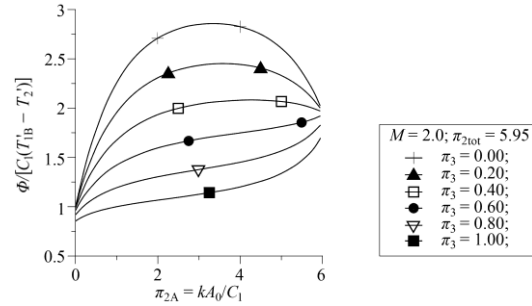 3
2.5
2
1.5
1
0.5
0
2
4
6
Φ/[C₁(T′₁B − T₂′)]
π₂A = kA₀/C₁
M = 2.0; π₂tot = 5.95
π₃ = 0.00;
π₃ = 0.20;
π₃ = 0.40;
π₃ = 0.60;
π₃ = 0.80;
π₃ = 1.00;